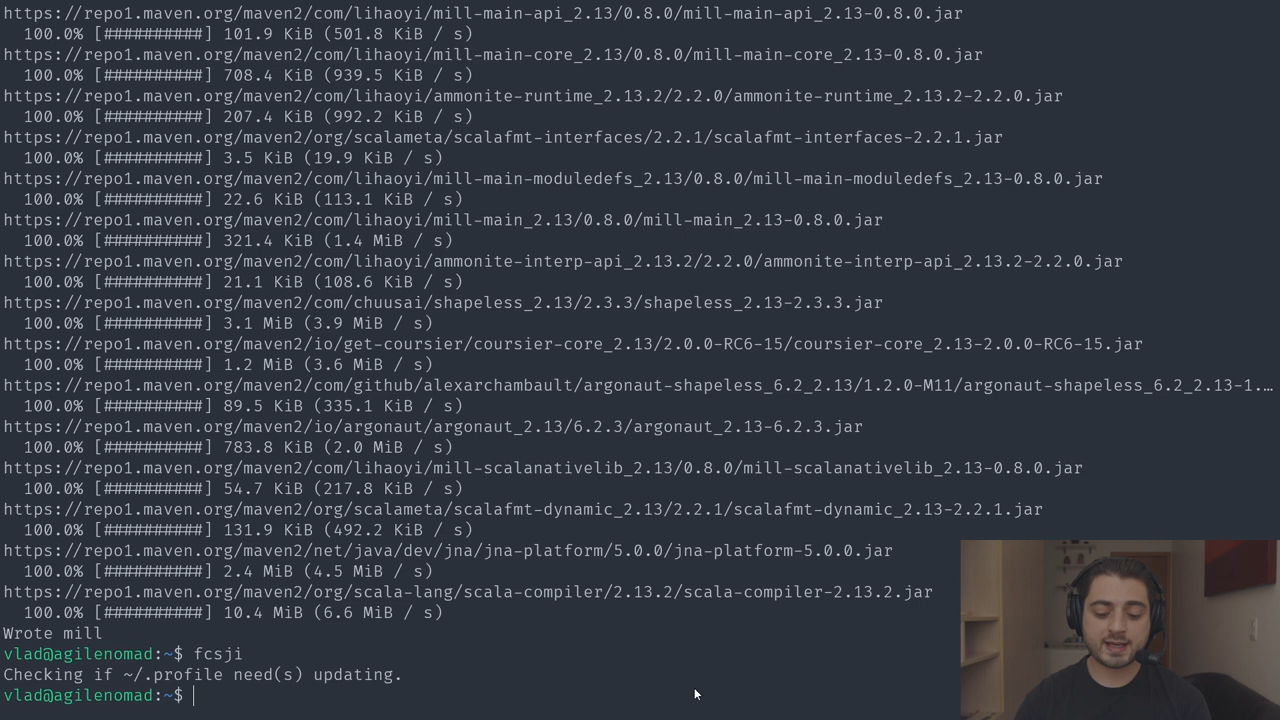 https://repo1.maven.org/maven2/com/lihaoyi/mill-main-api_2.13/0.8.0/mill-main-api_2.13-0.8.0.jar
100.0% [##########] 101.9 KiB (501.8 KiB / s)
https://repo1.maven.org/maven2/com/lihaoyi/mill-main-core_2.13/0.8.0/mill-main-core_2.13-0.8.0.jar
100.0% [##########] 708.4 KiB (939.5 KiB / s)
https://repo1.maven.org/maven2/com/lihaoyi/ammonite-runtime_2.13.2/2.2.0/ammonite-runtime_2.13.2-2.2.0.jar
100.0% [##########] 207.4 KiB (992.2 KiB / s)
https://repo1.maven.org/maven2/org/scalameta/scalafmt-interfaces/2.2.1/scalafmt-interfaces-2.2.1.jar
100.0% [##########] 3.5 KiB (19.9 KiB / s)
https://repo1.maven.org/maven2/com/lihaoyi/mill-main-moduledefs_2.13/0.8.0/mill-main-moduledefs_2.13-0.8.0.jar
100.0% [##########] 22.6 KiB (113.1 KiB / s)
https://repo1.maven.org/maven2/com/lihaoyi/mill-main_2.13/0.8.0/mill-main_2.13-0.8.0.jar
100.0% [##########] 321.4 KiB (1.4 MiB / s)
https://repo1.maven.org/maven2/com/lihaoyi/ammonite-interp-api_2.13.2/2.2.0/ammonite-interp-api_2.13.2-2.2.0.jar
100.0% [##########] 21.1 KiB (108.6 KiB / s)
https://repo1.maven.org/maven2/com/chuusai/shapeless_2.13/2.3.3/shapeless_2.13-2.3.3.jar
100.0% [##########] 3.1 MiB (3.9 MiB / s)
https://repo1.maven.org/maven2/io/get-coursier/coursier-core_2.13/2.0.0-RC6-15/coursier-core_2.13-2.0.0-RC6-15.jar
100.0% [##########] 1.2 MiB (3.6 MiB / s)
https://repo1.maven.org/maven2/com/github/alexarchambault/argonaut-shapeless_6.2_2.13/1.2.0-M11/argonaut-shapeless_6.2_2.13-1.…
100.0% [##########] 89.5 KiB (335.1 KiB / s)
https://repo1.maven.org/maven2/io/argonaut/argonaut_2.13/6.2.3/argonaut_2.13-6.2.3.jar
100.0% [##########] 783.8 KiB (2.0 MiB / s)
https://repo1.maven.org/maven2/com/lihaoyi/mill-scalanativelib_2.13/0.8.0/mill-scalanativelib_2.13-0.8.0.jar
100.0% [##########] 54.7 KiB (217.8 KiB / s)
https://repo1.maven.org/maven2/org/scalameta/scalafmt-dynamic_2.13/2.2.1/scalafmt-dynamic_2.13-2.2.1.jar
100.0% [##########] 131.9 KiB (492.2 KiB / s)
https://repo1.maven.org/maven2/net/java/dev/jna/jna-platform/5.0.0/jna-platform-5.0.0.jar
100.0% [##########] 2.4 MiB (4.5 MiB / s)
https://repo1.maven.org/maven2/org/scala-lang/scala-compiler/2.13.2/scala-compiler-2.13.2.jar
100.0% [##########] 10.4 MiB (6.6 MiB / s)
Wrote mill
vlad@agilenomad:~$ fcsji
Checking if ~/.profile need(s) updating.
vlad@agilenomad:~$